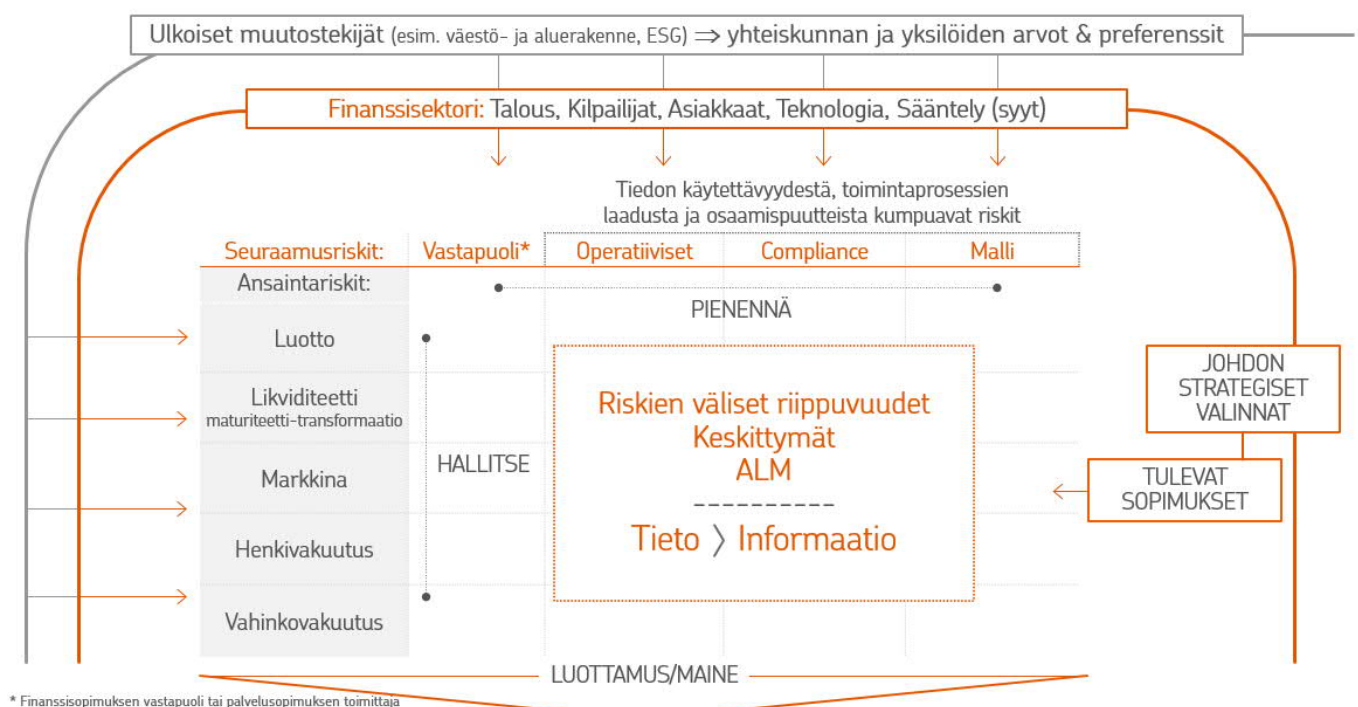 Ulkoiset muutostekijät (esim. väestö- ja aluerakenne, ESG) ⇒ yhteiskunnan ja yksilöiden arvot & preferenssit
Finanssisektori: Talous, Kilpailijat, Asiakkaat, Teknologia, Sääntely (syyt)
Tiedon käytettävyydestä, toimintaprosessien
laadusta ja osaamispuutteista kumpuavat riskit
Seuraamusriskit: Vastapuoli* Operatiiviset Compliance Malli
Ansaintariskit:
PIENENNÄ
Luotto
Likviditeetti
maturiteetti-transformaatio
HALLITSE
Markkina
Henkivakuutus
Vahinkovakuutus
Riskien väliset riippuvuudet
Keskittymät
ALM
----------
Tieto 〉 Informaatio
JOHDON
STRATEGISET
VALINNAT
TULEVAT
SOPIMUKSET
LUOTTAMUS/MAINE
* Finanssisopimuksen vastapuoli tai palvelusopimuksen toimittaja